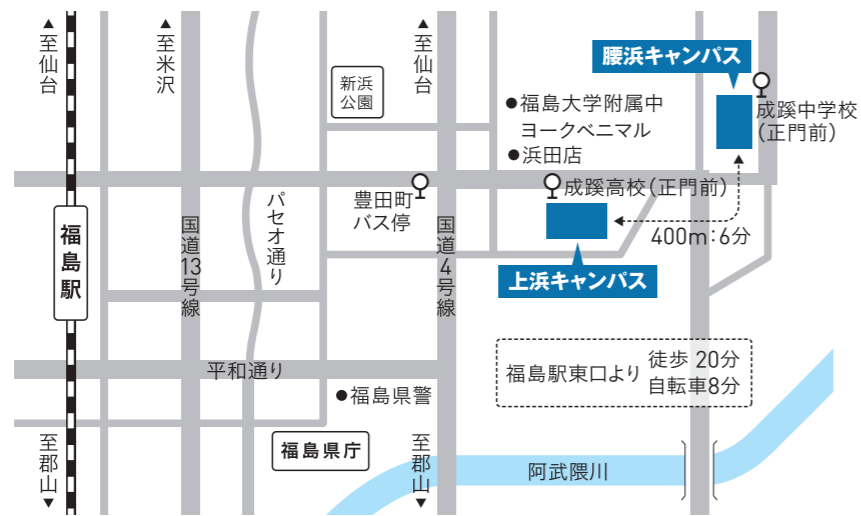 ▲至仙台
▲至米沢
▲至仙台
新浜
公園
腰浜キャンパス
●福島大学附属中
ヨークベニマル
●浜田店
成蹊中学校
(正門前)
豊田町
バス停
成蹊高校(正門前)
パセオ通り
国道13号線
国道4号線
福島駅
400m:6分
上浜キャンパス
平和通り
福島駅東口より
徒歩 20分
自転車8分
●福島県警
福島県庁
至郡山▼
至郡山▼
阿武隈川